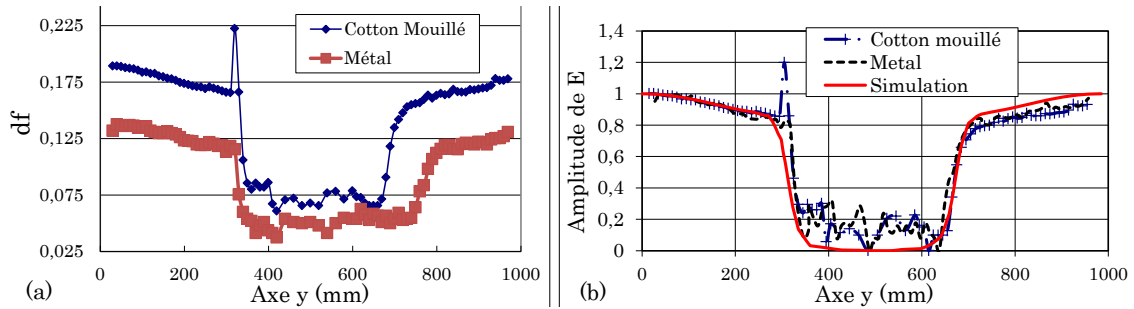 0,225
0,175
0,125
0,075
0,025
df
Cotton Mouillé
Métal
0 200 400 600 800 1000
Axe y (mm)
(a)
1,4
1,2
1
0,8
0,6
0,4
0,2
0
Amplitude de E
Cotton mouillé
Metal
Simulation
0 200 400 600 800 1000
Axe y (mm)
(b)